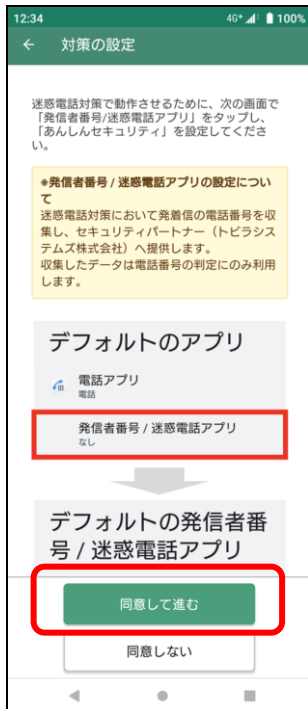 12:34
4G+ 100%
← 対策の設定
迷惑電話対策で動作させるために、次の画面で
「発信者番号/迷惑電話アプリ」をタップし、
「あんしんセキュリティ」を設定してくださ
い。
※発信者番号 / 迷惑電話アプリの設定につい
て
迷惑電話対策において発着信の電話番号を収
集し、セキュリティパートナー（トビラシス
テムズ株式会社）へ提供します。
収集したデータは電話番号の判定にのみ利用
します。
デフォルトのアプリ
電話アプリ
電話
発信者番号 / 迷惑電話アプリ
なし
デフォルトの発信者番
号 / 迷惑電話アプリ
同意して進む
同意しない